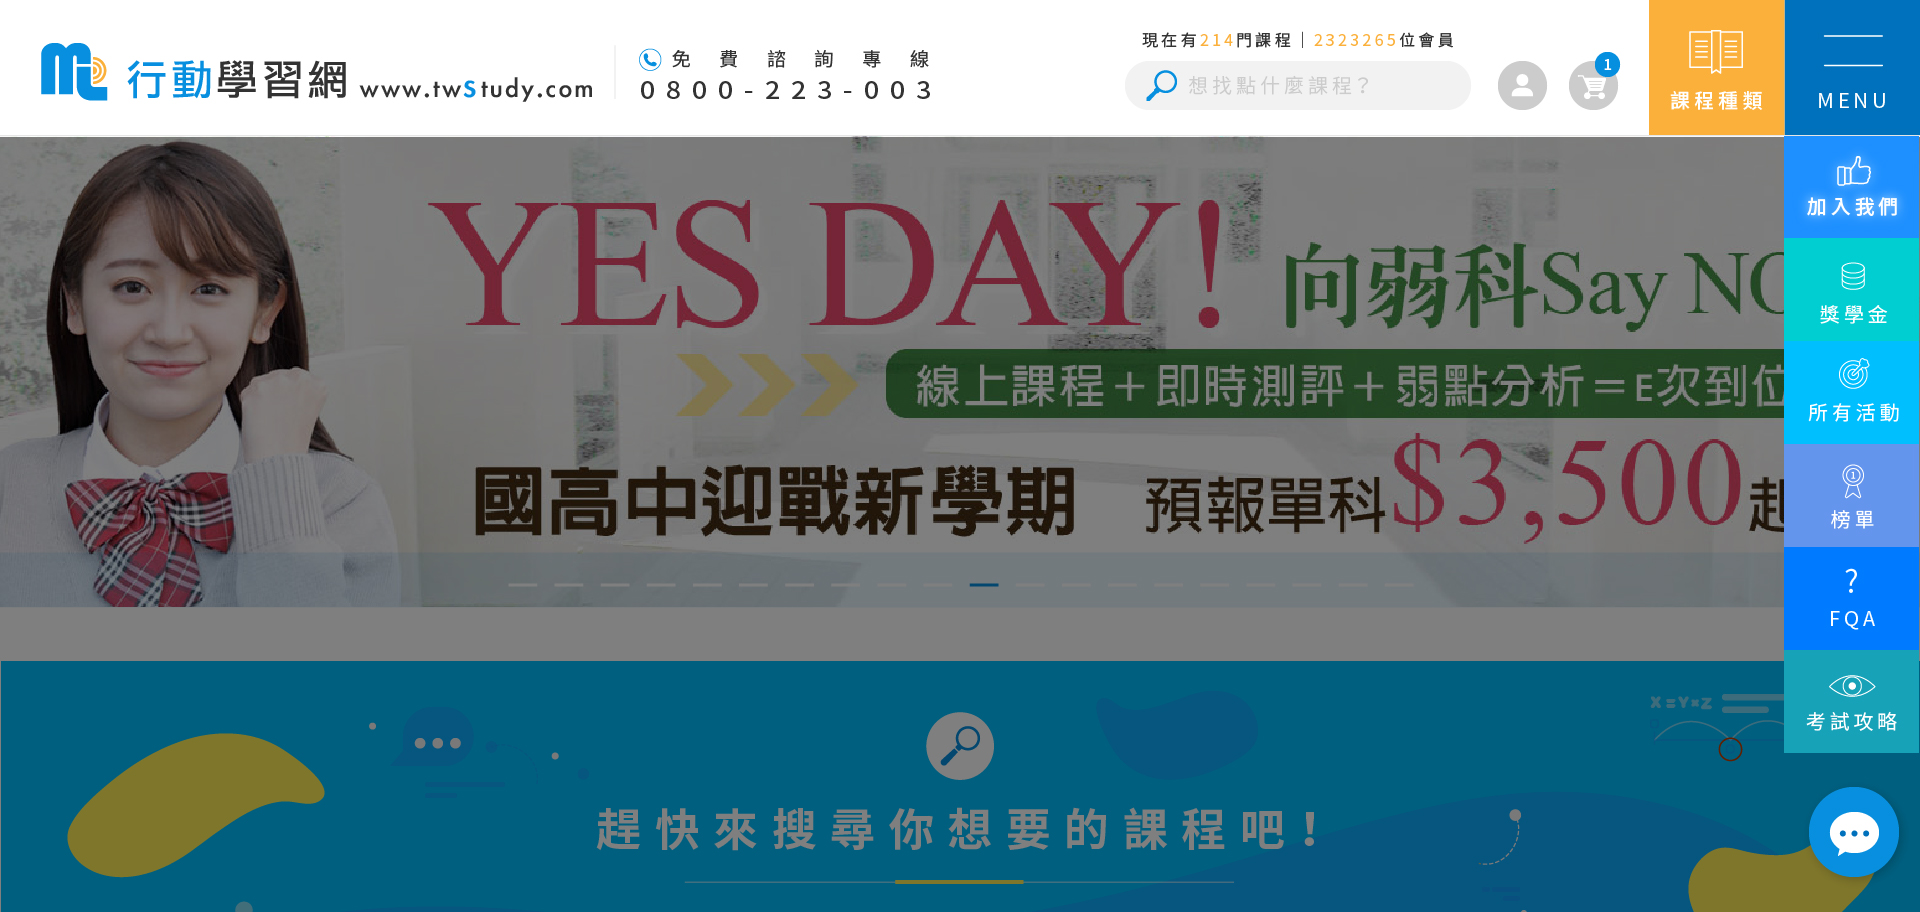 行動學習網 www.twStudy.com
免費諮詢專線
0800-223-003
現在有214門課程｜2323265位會員
想找點什麼課程？
1
課程種類
MENU
YES DAY!
向弱科Say NO
線上課程＋即時測評＋弱點分析＝E次到位
國高中迎戰新學期
預報單科$3,500起
加入我們
獎學金
所有活動
1
榜單
?
FQA
考試攻略
X=Y×Z
趕快來搜尋你想要的課程吧！